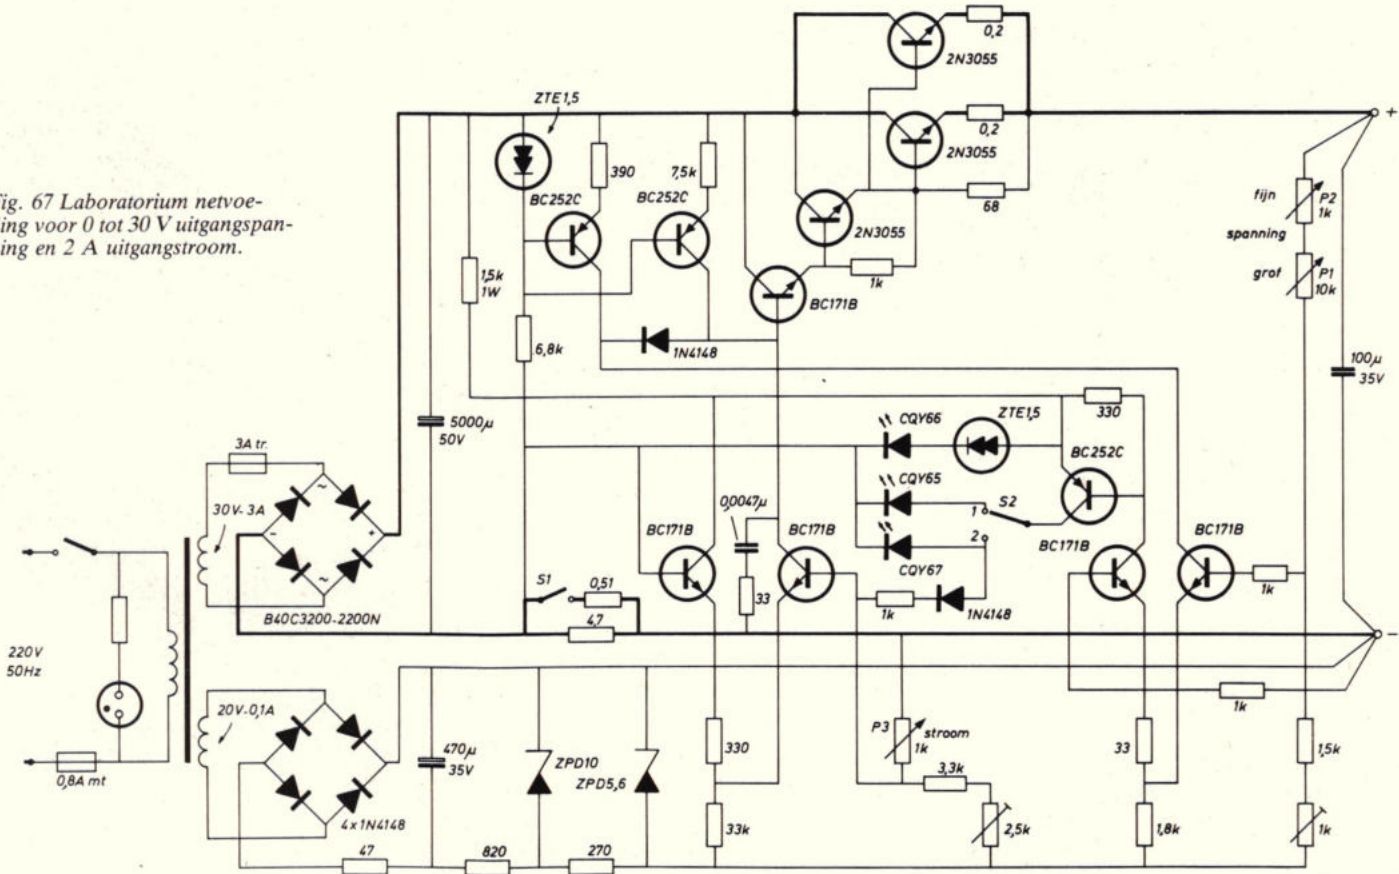 ig. 67 Laboratorium netvoe-
ing voor 0 tot 30 V uitgangspan-
ing en 2 A uitgangstroom.
0,2
2N3055
ZTE1,5
+
0,2
2N3055
390
7,5k
BC252C
BC252C
fijn
P2
1k
68
2N3055
spanning
1,5k
1W
1k
grof
P1
10k
BC171B
6,8k
1N4148
100µ
35V
330
5000µ
50V
CQY66
ZTE1,5
3A tr.
BC252C
CQY65
30V-3A
~
0,0047µ
S2
1
BC171B
BC171B
2
BC171B
BC171B
-
+
CQY67
S1
0,51
33
1k
1N4148
1k
~
B40C3200-2200N
4,7
-
220V
50Hz
20V-0,1A
1k
P3
stroom
1k
330
33
1,5k
470µ
35V
ZPD10
ZPD5,6
3,3k
0,8A mt
4x1N4148
33k
2,5k
1,8k
1k
47
820
270